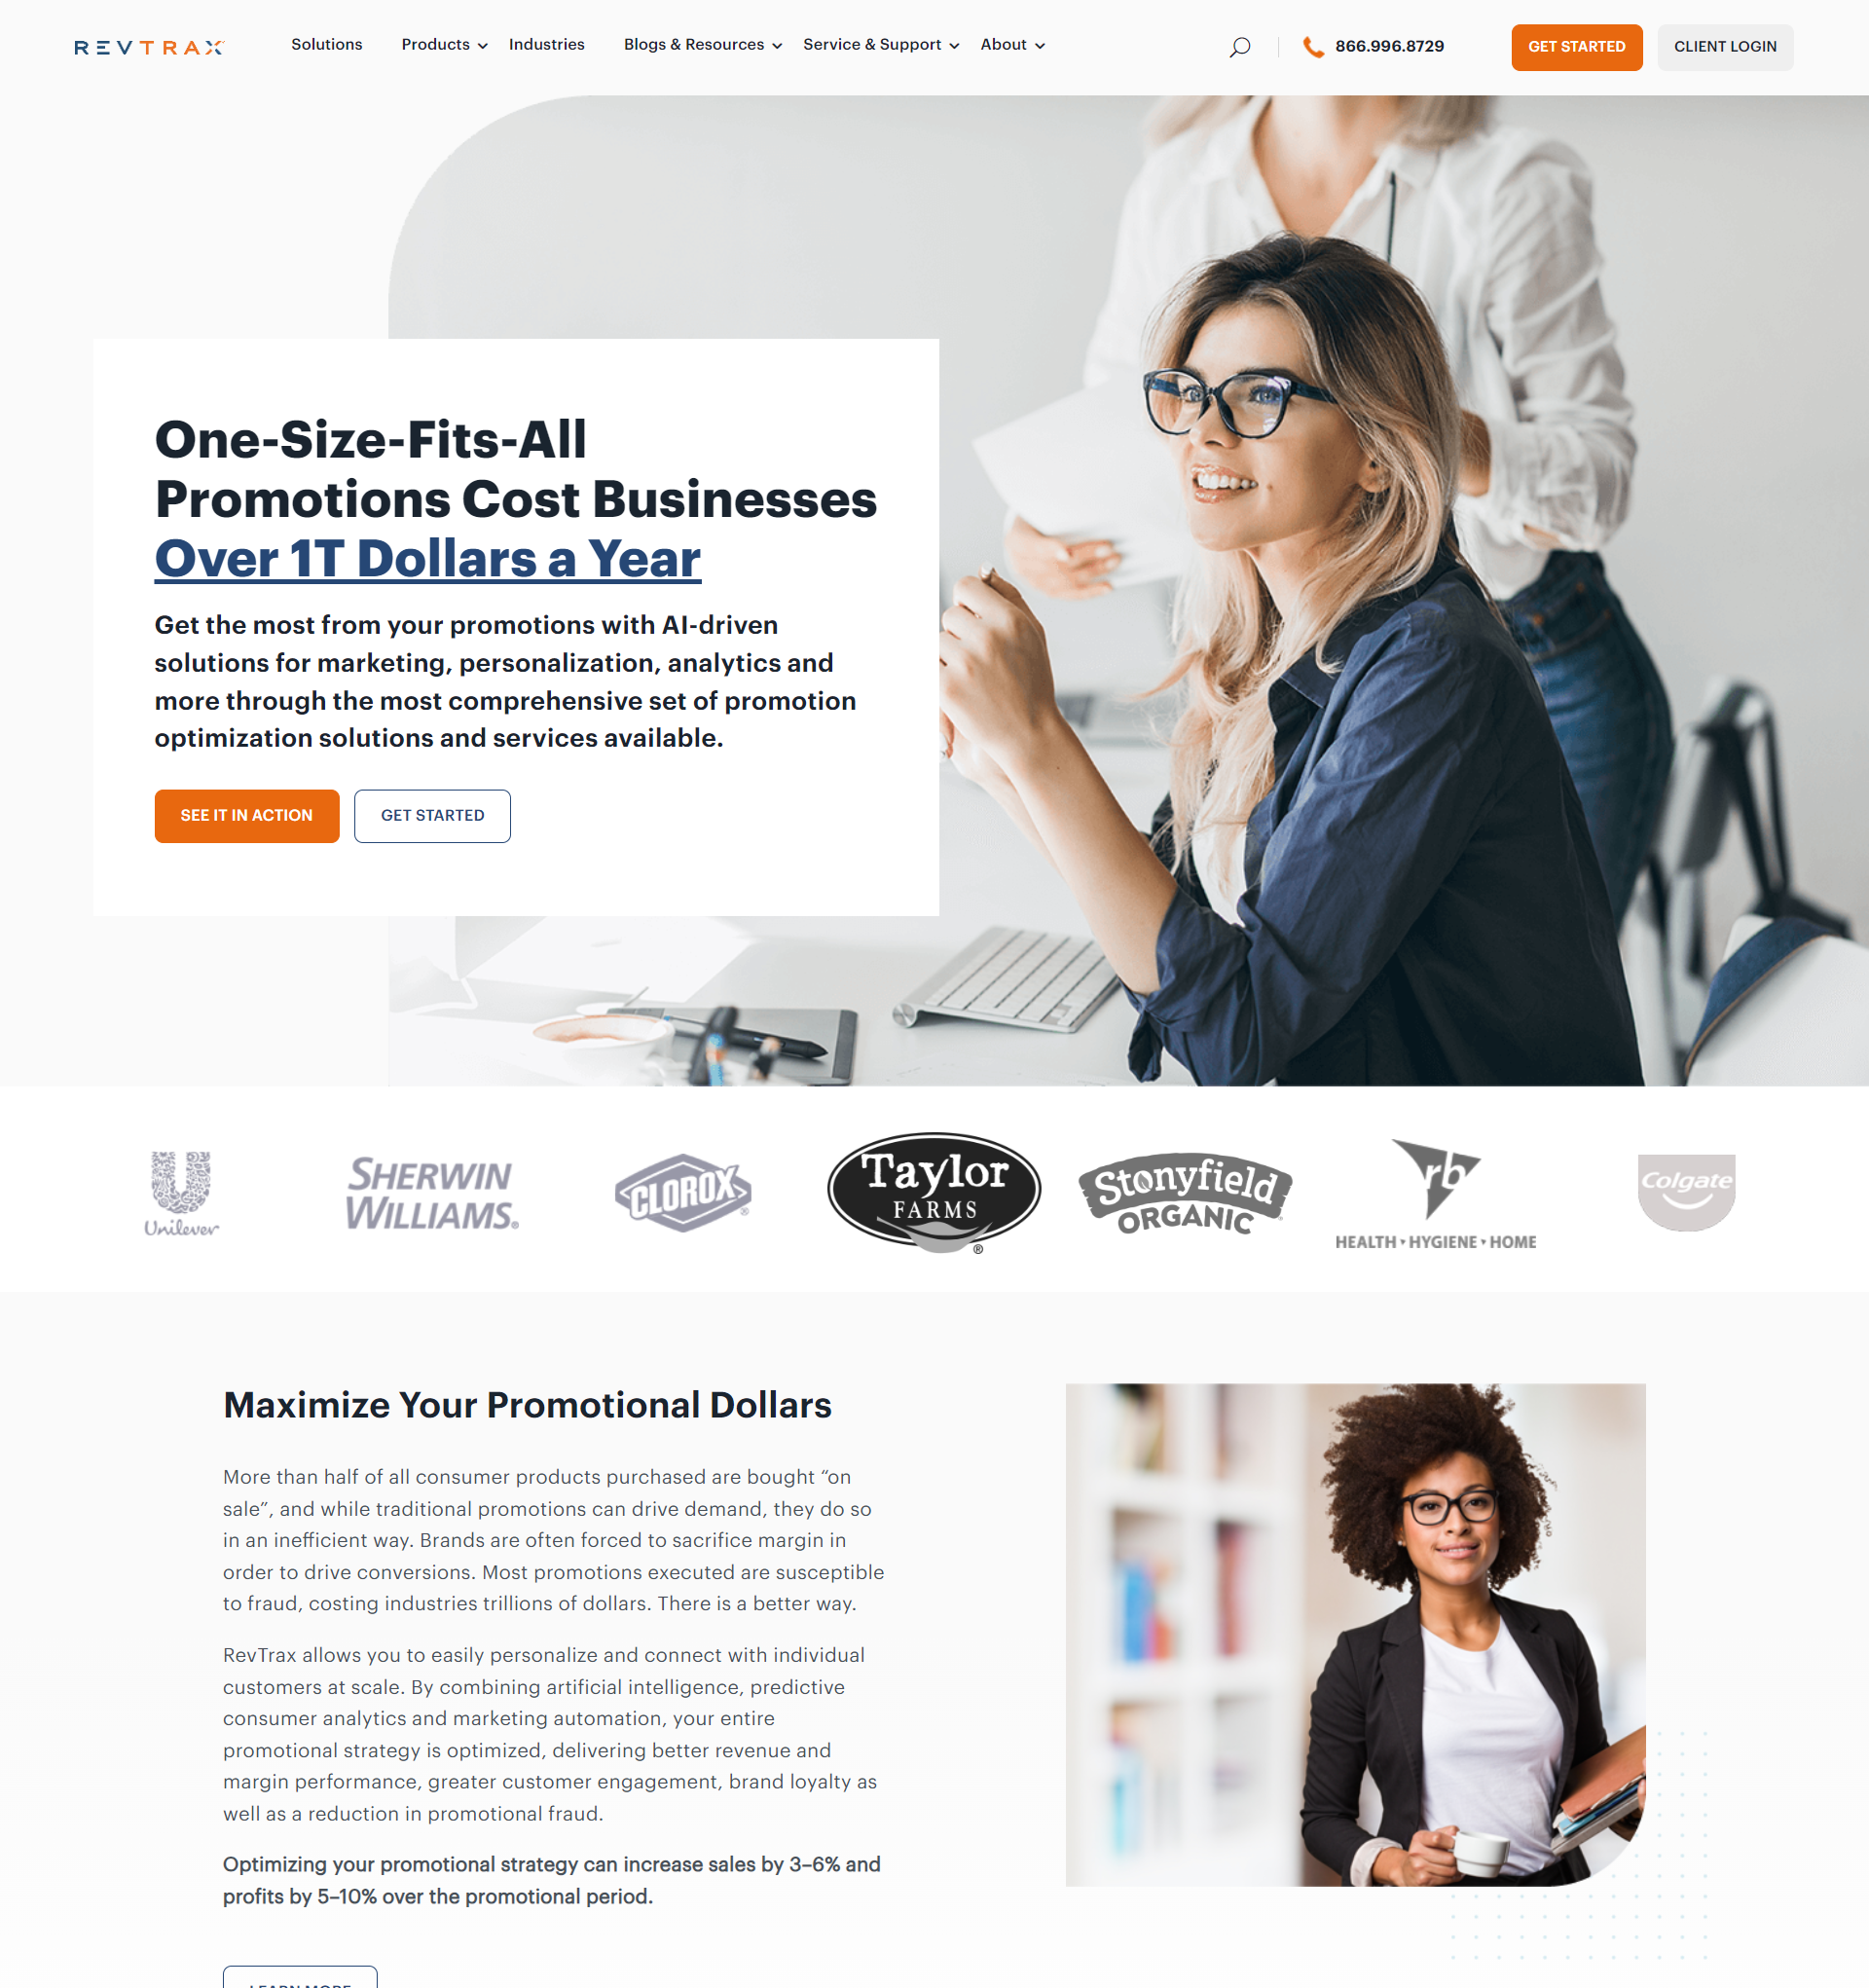 REVTRAX
Solutions
Products
Industries
Blogs & Resources
Service & Support
About
866.996.8729
GET STARTED
CLIENT LOGIN
One-Size-Fits-All
Promotions Cost Businesses
Over 1T Dollars a Year
Get the most from your promotions with AI-driven
solutions for marketing, personalization, analytics and
more through the most comprehensive set of promotion
optimization solutions and services available.
SEE IT IN ACTION
GET STARTED
Unilever
SHERWIN
WILLIAMS®
CLOROX®
Taylor
FARMS
®
Stonyfield
ORGANIC
rb
HEALTH • HYGIENE • HOME
Colgate
Maximize Your Promotional Dollars
More than half of all consumer products purchased are bought “on
sale”, and while traditional promotions can drive demand, they do so
in an inefficient way. Brands are often forced to sacrifice margin in
order to drive conversions. Most promotions executed are susceptible
to fraud, costing industries trillions of dollars. There is a better way.
RevTrax allows you to easily personalize and connect with individual
customers at scale. By combining artificial intelligence, predictive
consumer analytics and marketing automation, your entire
promotional strategy is optimized, delivering better revenue and
margin performance, greater customer engagement, brand loyalty as
well as a reduction in promotional fraud.
Optimizing your promotional strategy can increase sales by 3–6% and
profits by 5–10% over the promotional period.
LEARN MORE